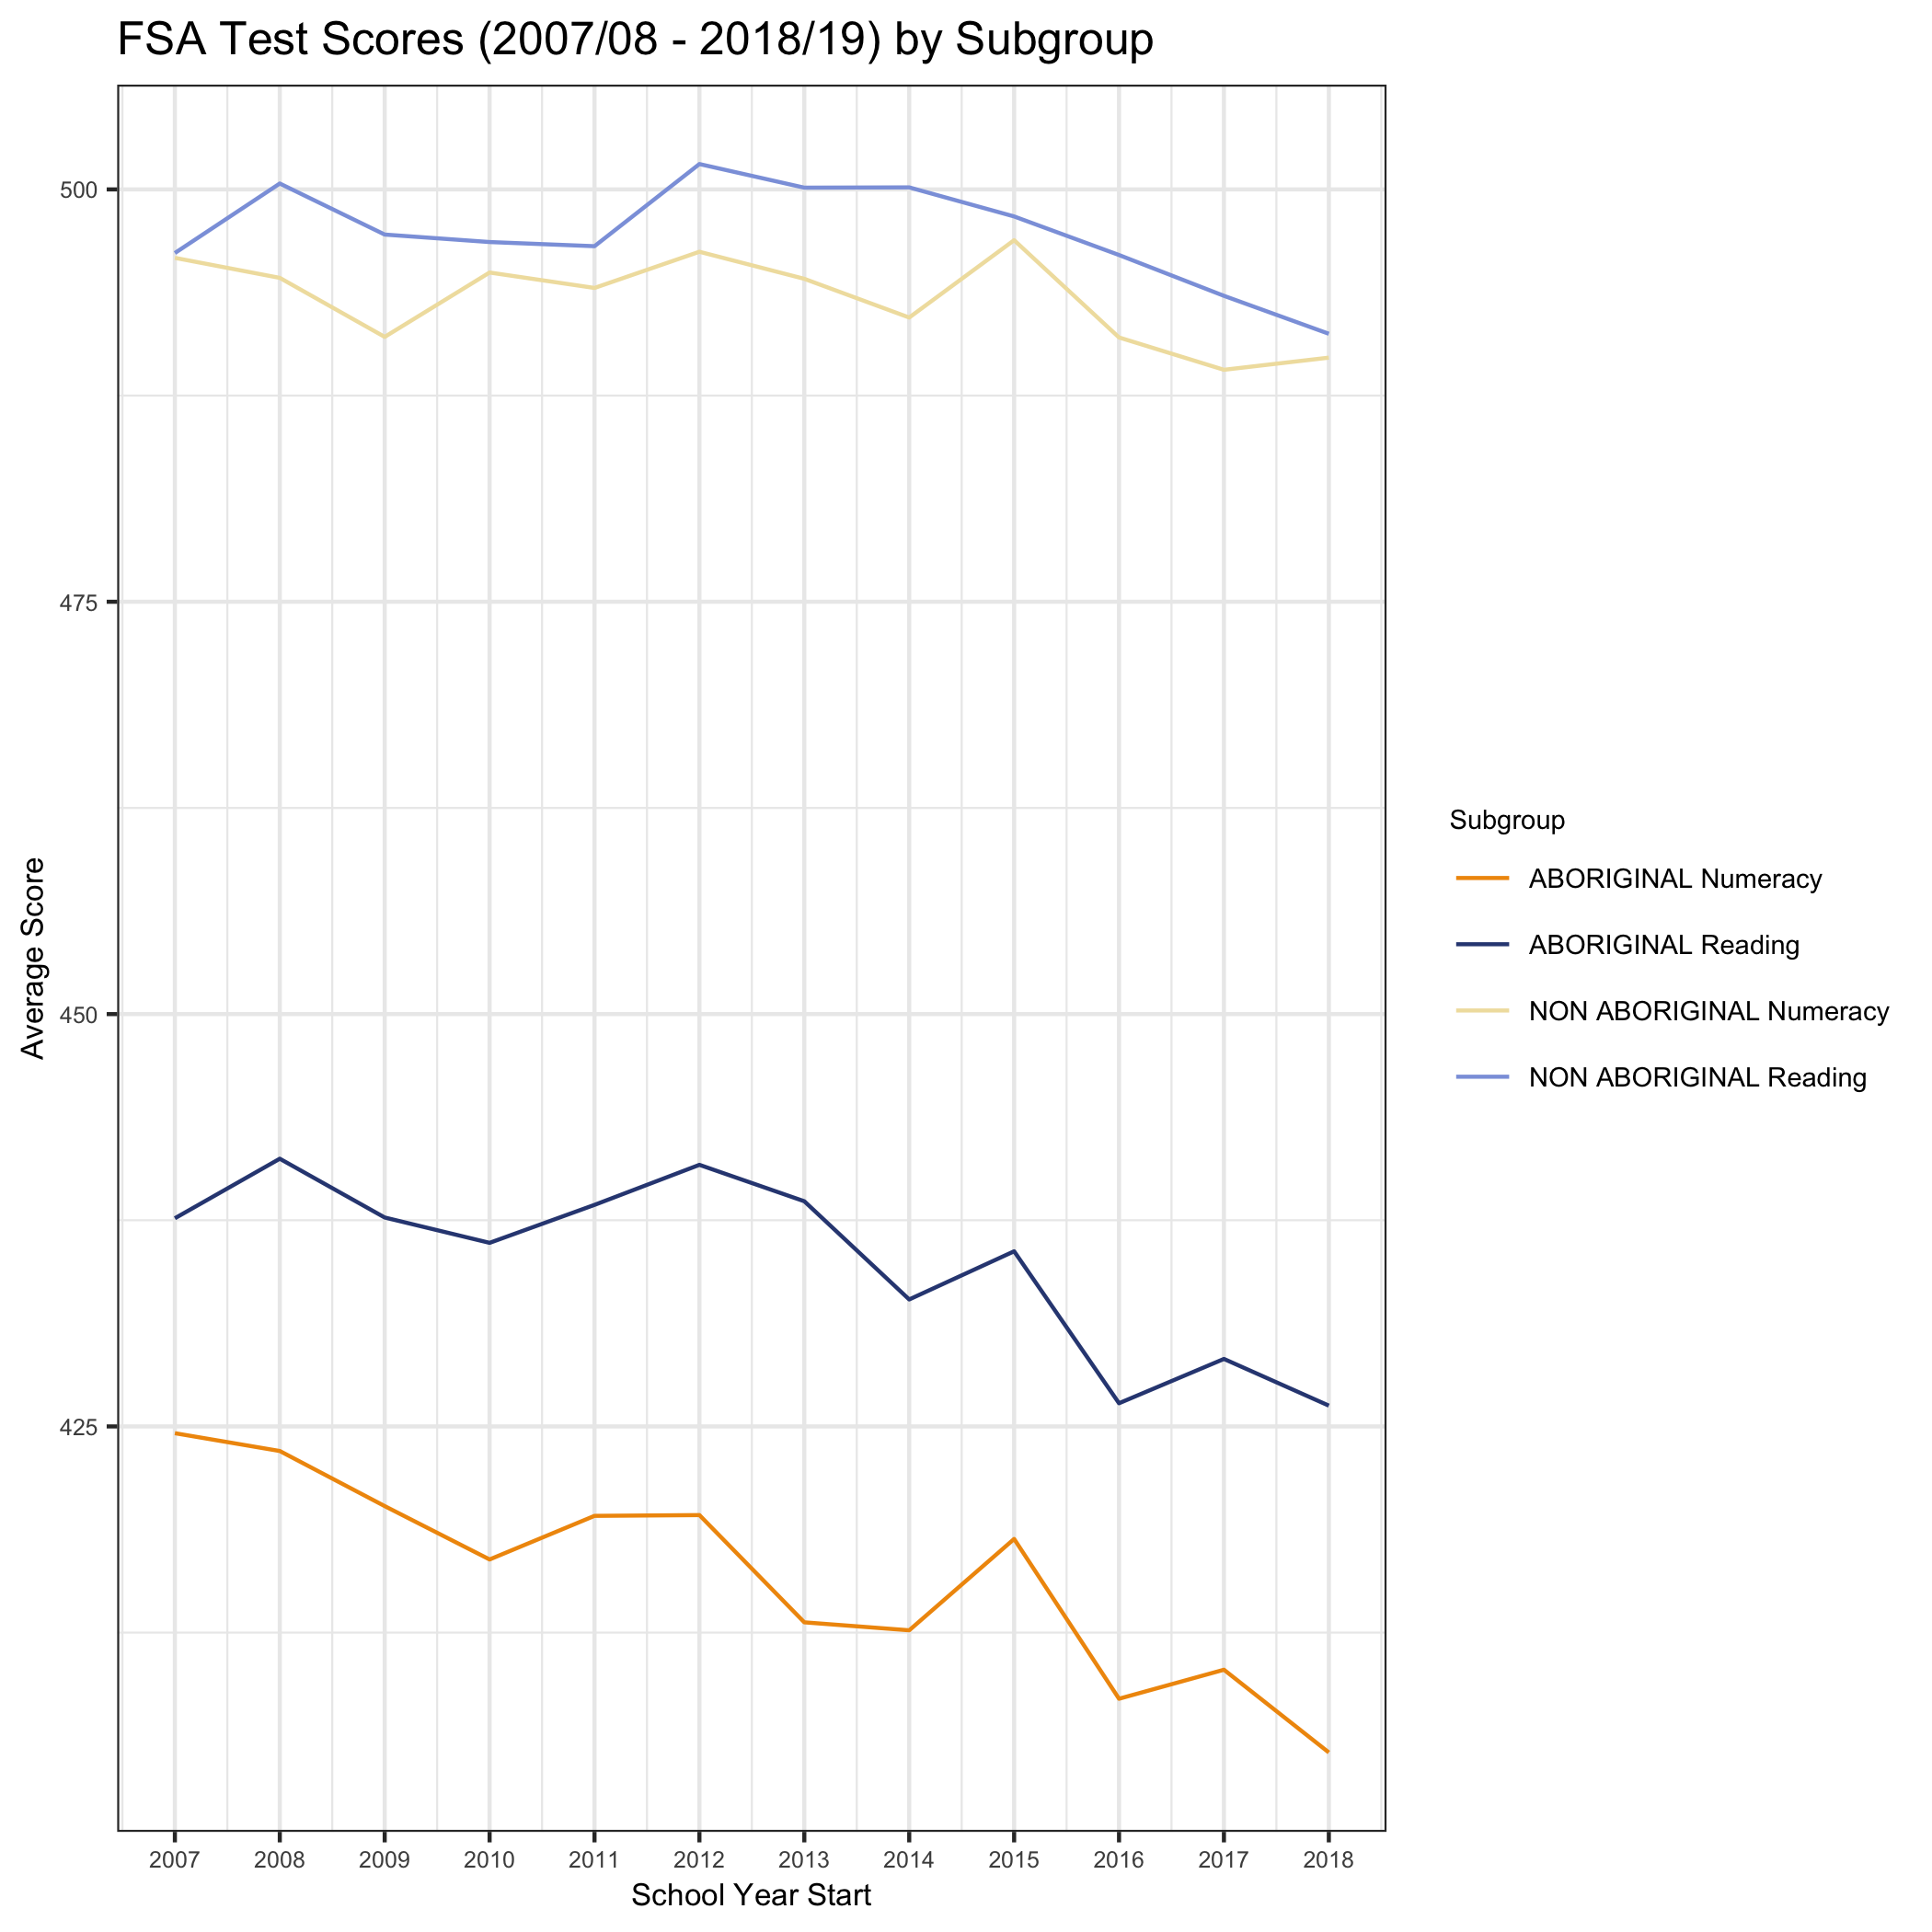 FSA Test Scores (2007/08 - 2018/19) by Subgroup
Average Score
500
475
450
425
2007 2008 2009 2010 2011 2012 2013 2014 2015 2016 2017 2018
School Year Start
Subgroup
ABORIGINAL Numeracy
ABORIGINAL Reading
NON ABORIGINAL Numeracy
NON ABORIGINAL Reading